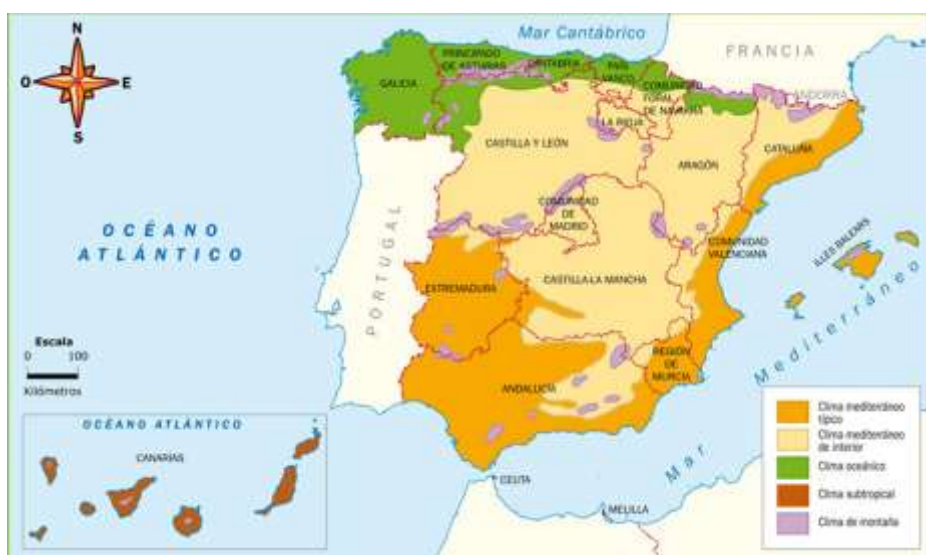 N
O
E
S
Mar Cantábrico
FRANCIA
ANDORRA
GALICIA
PRINCIPADO
DE ASTURIAS
CANTABRIA
PAÍS
VASCO
COMUNIDAD
FORAL
DE NAVARRA
LA RIOJA
CASTILLA Y LEÓN
ARAGÓN
CATALUÑA
COMUNIDAD
DE
MADRID
OCÉANO
ATLÁNTICO
PORTUGAL
EXTREMADURA
CASTILLA-LA MANCHA
COMUNIDAD
VALENCIANA
ILLES BALEARS
Mar Mediterráneo
REGIÓN
DE
MURCIA
ANDALUCÍA
CEUTA
MELILLA
Escala
0 100
Kilómetros
OCÉANO ATLÁNTICO
CANARIAS
Clima mediterráneo
típico
Clima mediterráneo
de interior
Clima oceánico
Clima subtropical
Clima de montaña